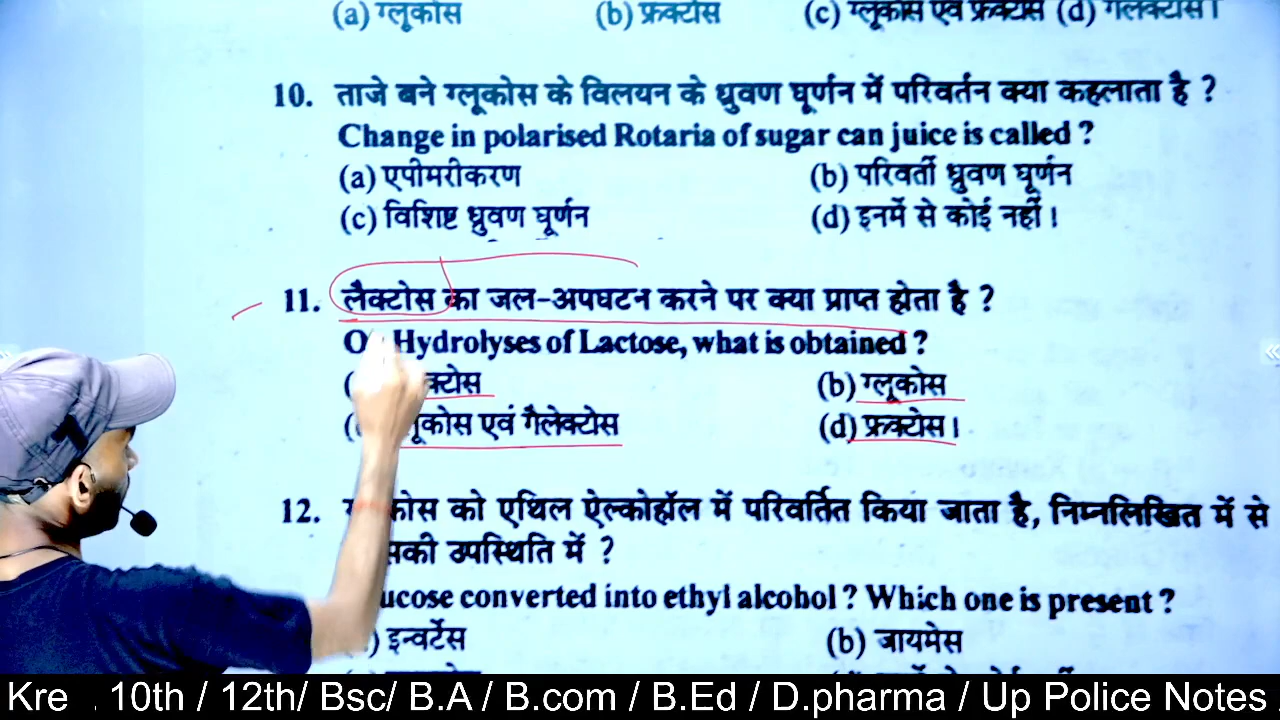 (a) ग्लूकोस (b) फ्रक्टोस (c) ग्लूकोस एवं फ्रक्टोस (d) गैलेक्टोस।
10. ताजे बने ग्लूकोस के विलयन के ध्रुवण घूर्णन में परिवर्तन क्या कहलाता है ?
Change in polarised Rotaria of sugar can juice is called ?
(a) एपीमरीकरण (b) परिवर्ती ध्रुवण घूर्णन
(c) विशिष्ट ध्रुवण घूर्णन (d) इनमें से कोई नहीं।
11. लैक्टोस का जल-अपघटन करने पर क्या प्राप्त होता है ?
Hydrolyses of Lactose, what is obtained ?
क्टोस (b) ग्लूकोस
कोस एवं गैलेक्टोस (d) फ्रक्टोस।
12. कोस को एथिल ऐल्कोहॉल में परिवर्तित किया जाता है, निम्नलिखित में से
सकी उपस्थिति में ?
ucose converted into ethyl alcohol ? Which one is present ?
) इन्वर्टेस (b) जायमेस
Kre . 10th / 12th/ Bsc/ B.A / B.com / B.Ed / D.pharma / Up Police Notes